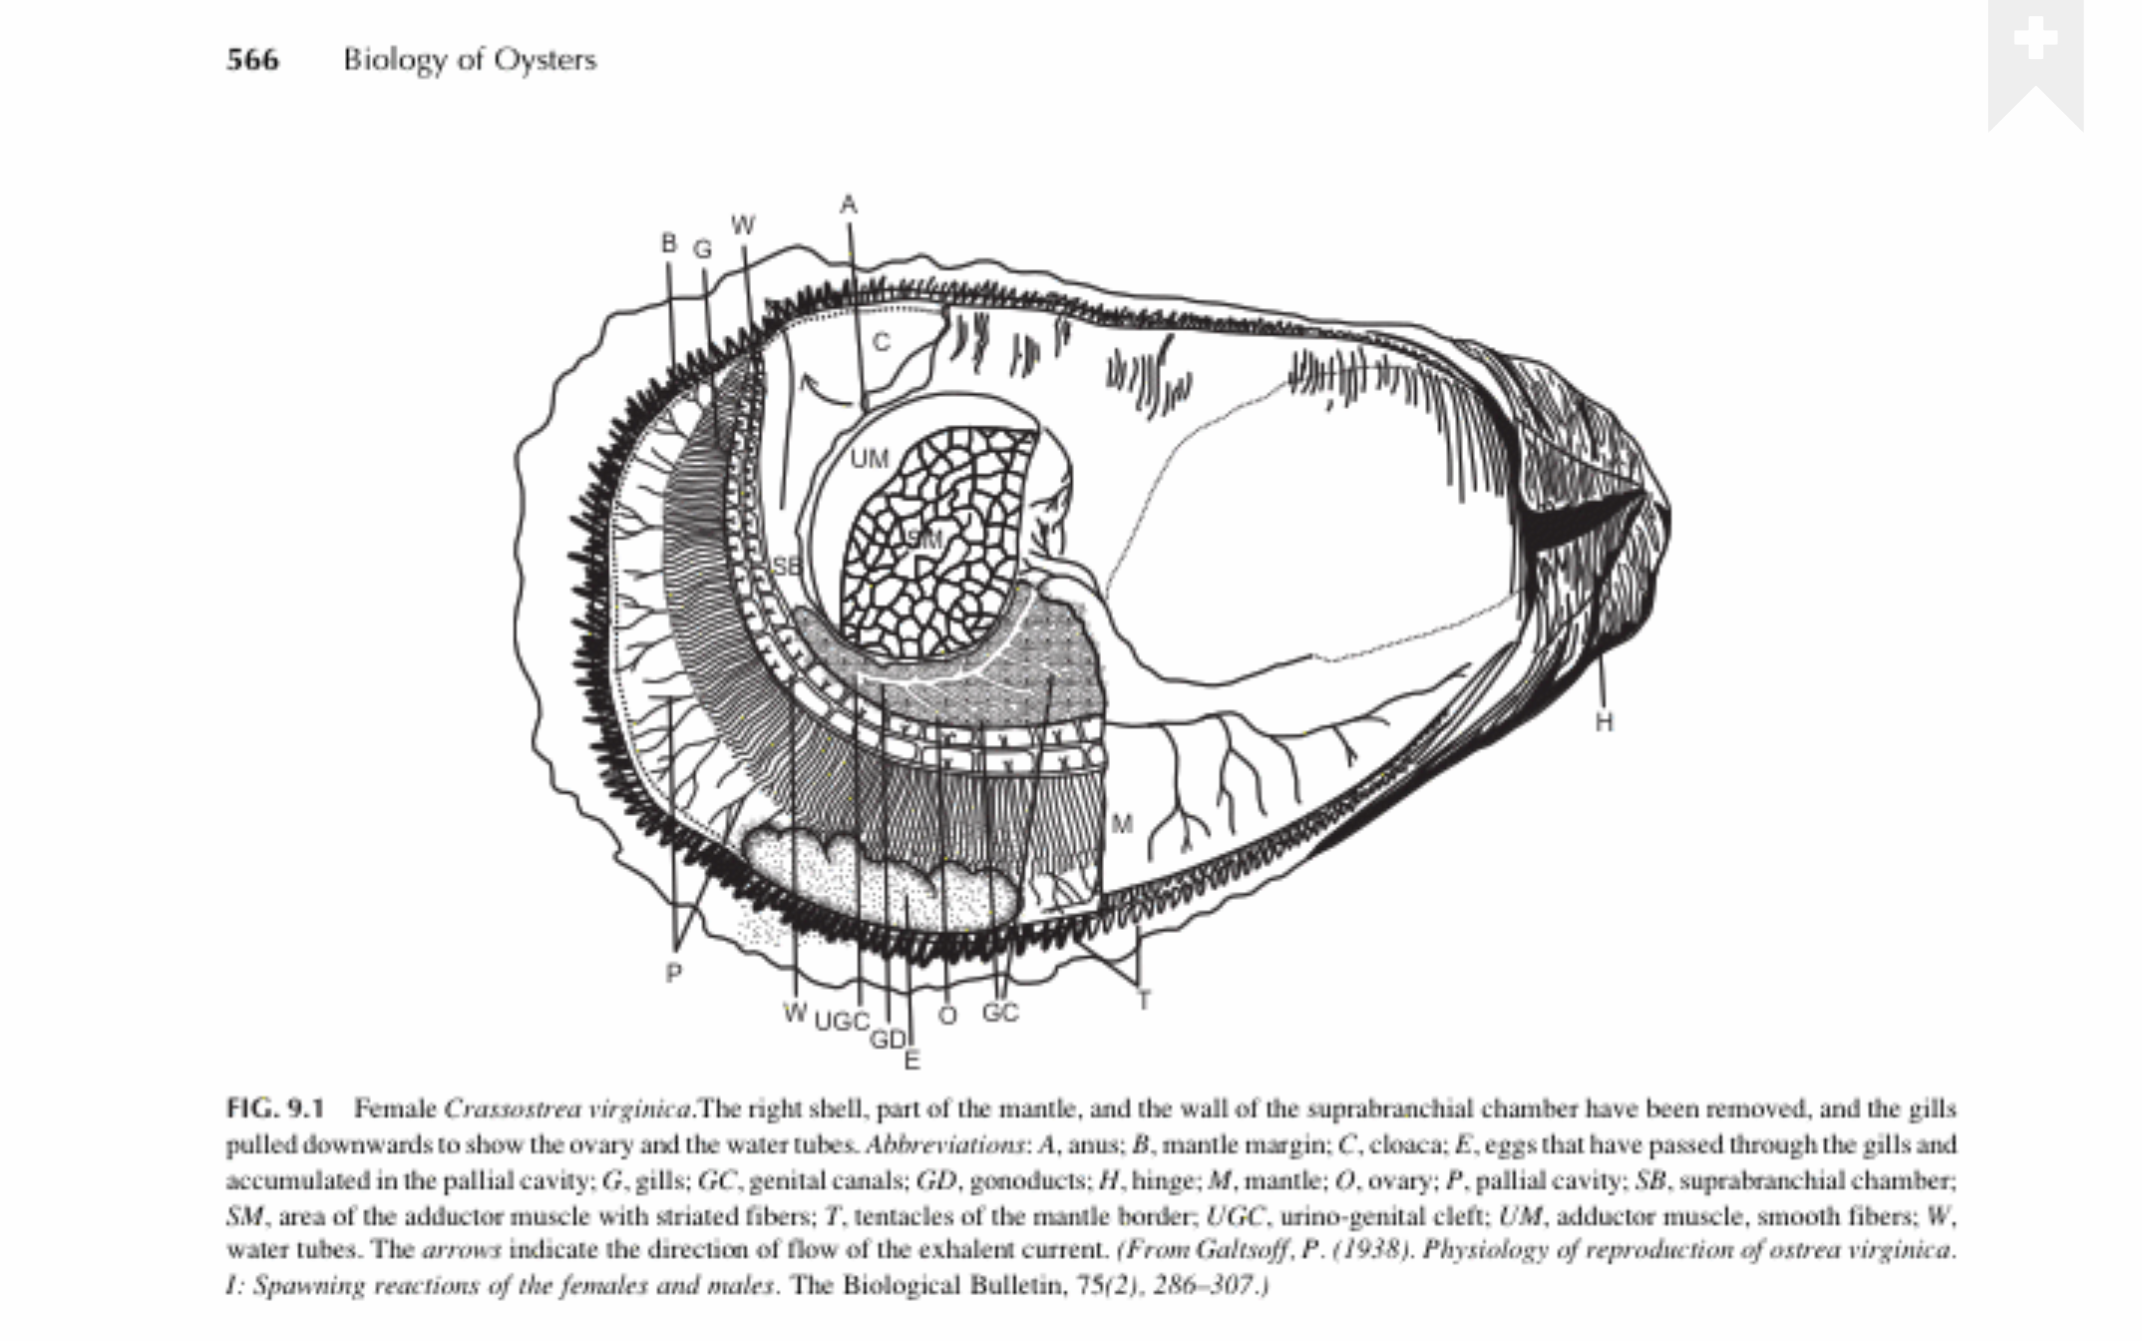 566 Biology of Oysters
A
W
B G
C
UM
SM
SB
H
M
P
W UGC GD E O GC T
FIG. 9.1 Female Crassostrea virginica.The right shell, part of the mantle, and the wall of the suprabranchial chamber have been removed, and the gills
pulled downwards to show the ovary and the water tubes. Abbreviations: A, anus; B, mantle margin; C, cloaca; E, eggs that have passed through the gills and
accumulated in the pallial cavity; G, gills; GC, genital canals; GD, gonoducts; H, hinge; M, mantle; O, ovary; P, pallial cavity; SB, suprabranchial chamber;
SM, area of the adductor muscle with striated fibers; T, tentacles of the mantle border; UGC, urino-genital cleft; UM, adductor muscle, smooth fibers; W,
water tubes. The arrows indicate the direction of flow of the exhalent current. (From Galtsoff, P. (1938). Physiology of reproduction of ostrea virginica.
I: Spawning reactions of the females and males. The Biological Bulletin, 75(2), 286–307.)